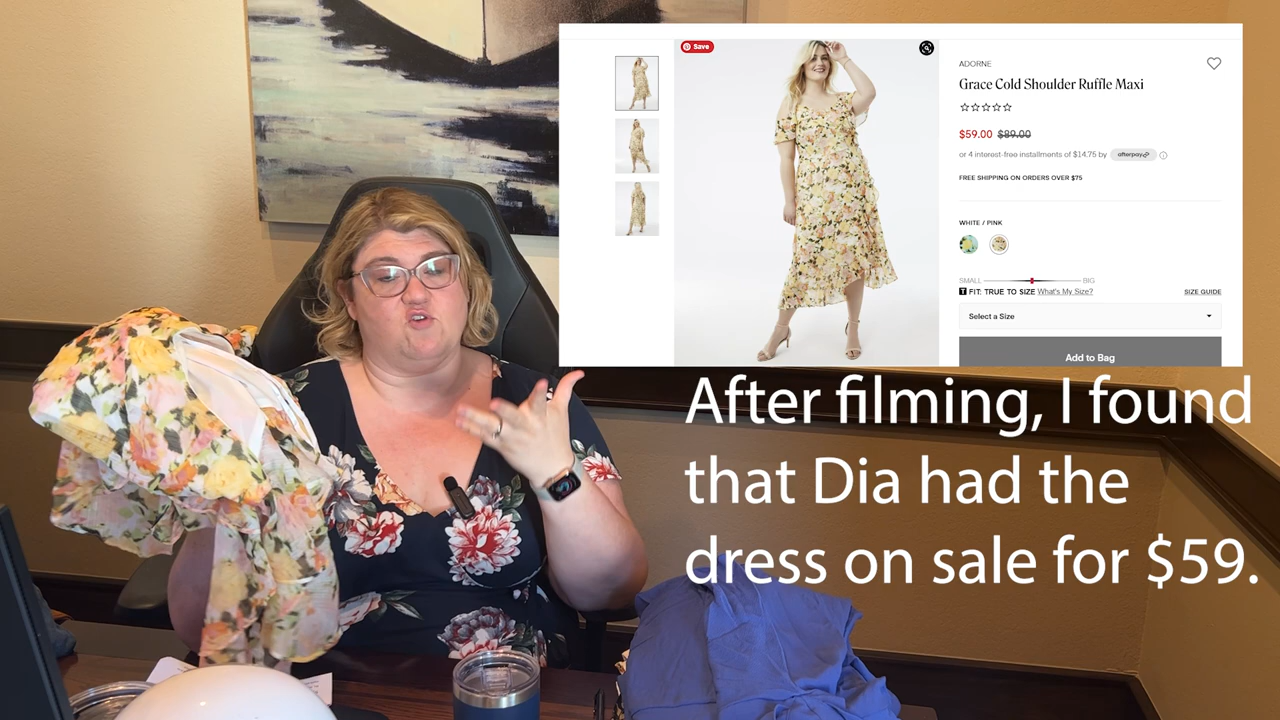 Save
ADORNE
Grace Cold Shoulder Ruffle Maxi
$59.00 $89.00
or 4 interest-free installments of $14.75 by afterpay
FREE SHIPPING ON ORDERS OVER $75
WHITE / PINK
SMALL BIG
T FIT: TRUE TO SIZE What's My Size? SIZE GUIDE
Select a Size
Add to Bag
After filming, I found
that Dia had the
dress on sale for $59.